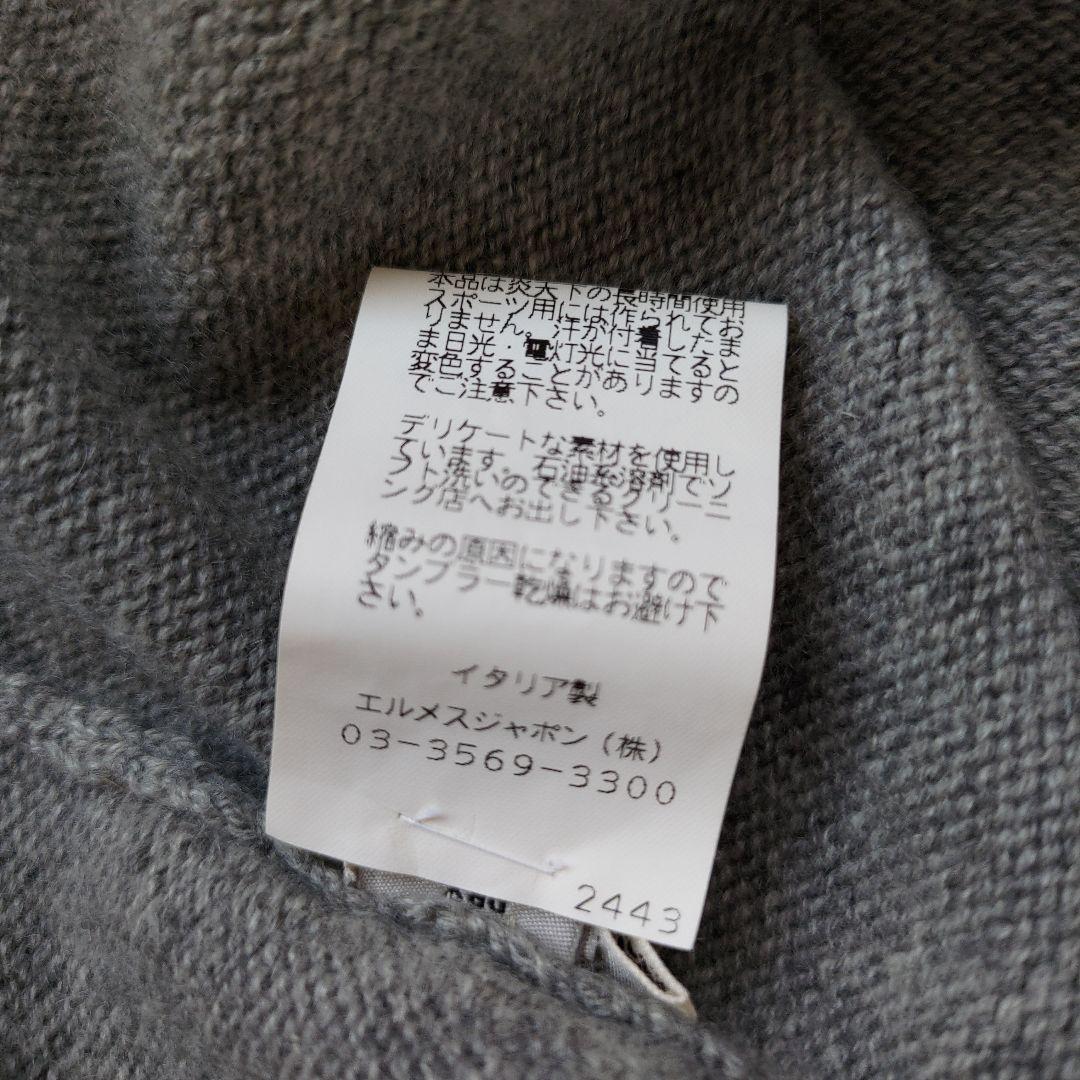 本品は炎天下の長時間使用
スポーツ用には作られてお
りません。汗が付着したま
ま日光・電灯光に当てると
変色することがありますの
でご注意下さい。
デリケートな素材を使用し
ています。石油系溶剤でソ
フト洗いのできるクリーニ
ング店へお出し下さい。
縮みの原因になりますので
タンブラー乾燥はお避け下
さい。
イタリア製
エルメスジャポン(株)
03-3569-3300
2443